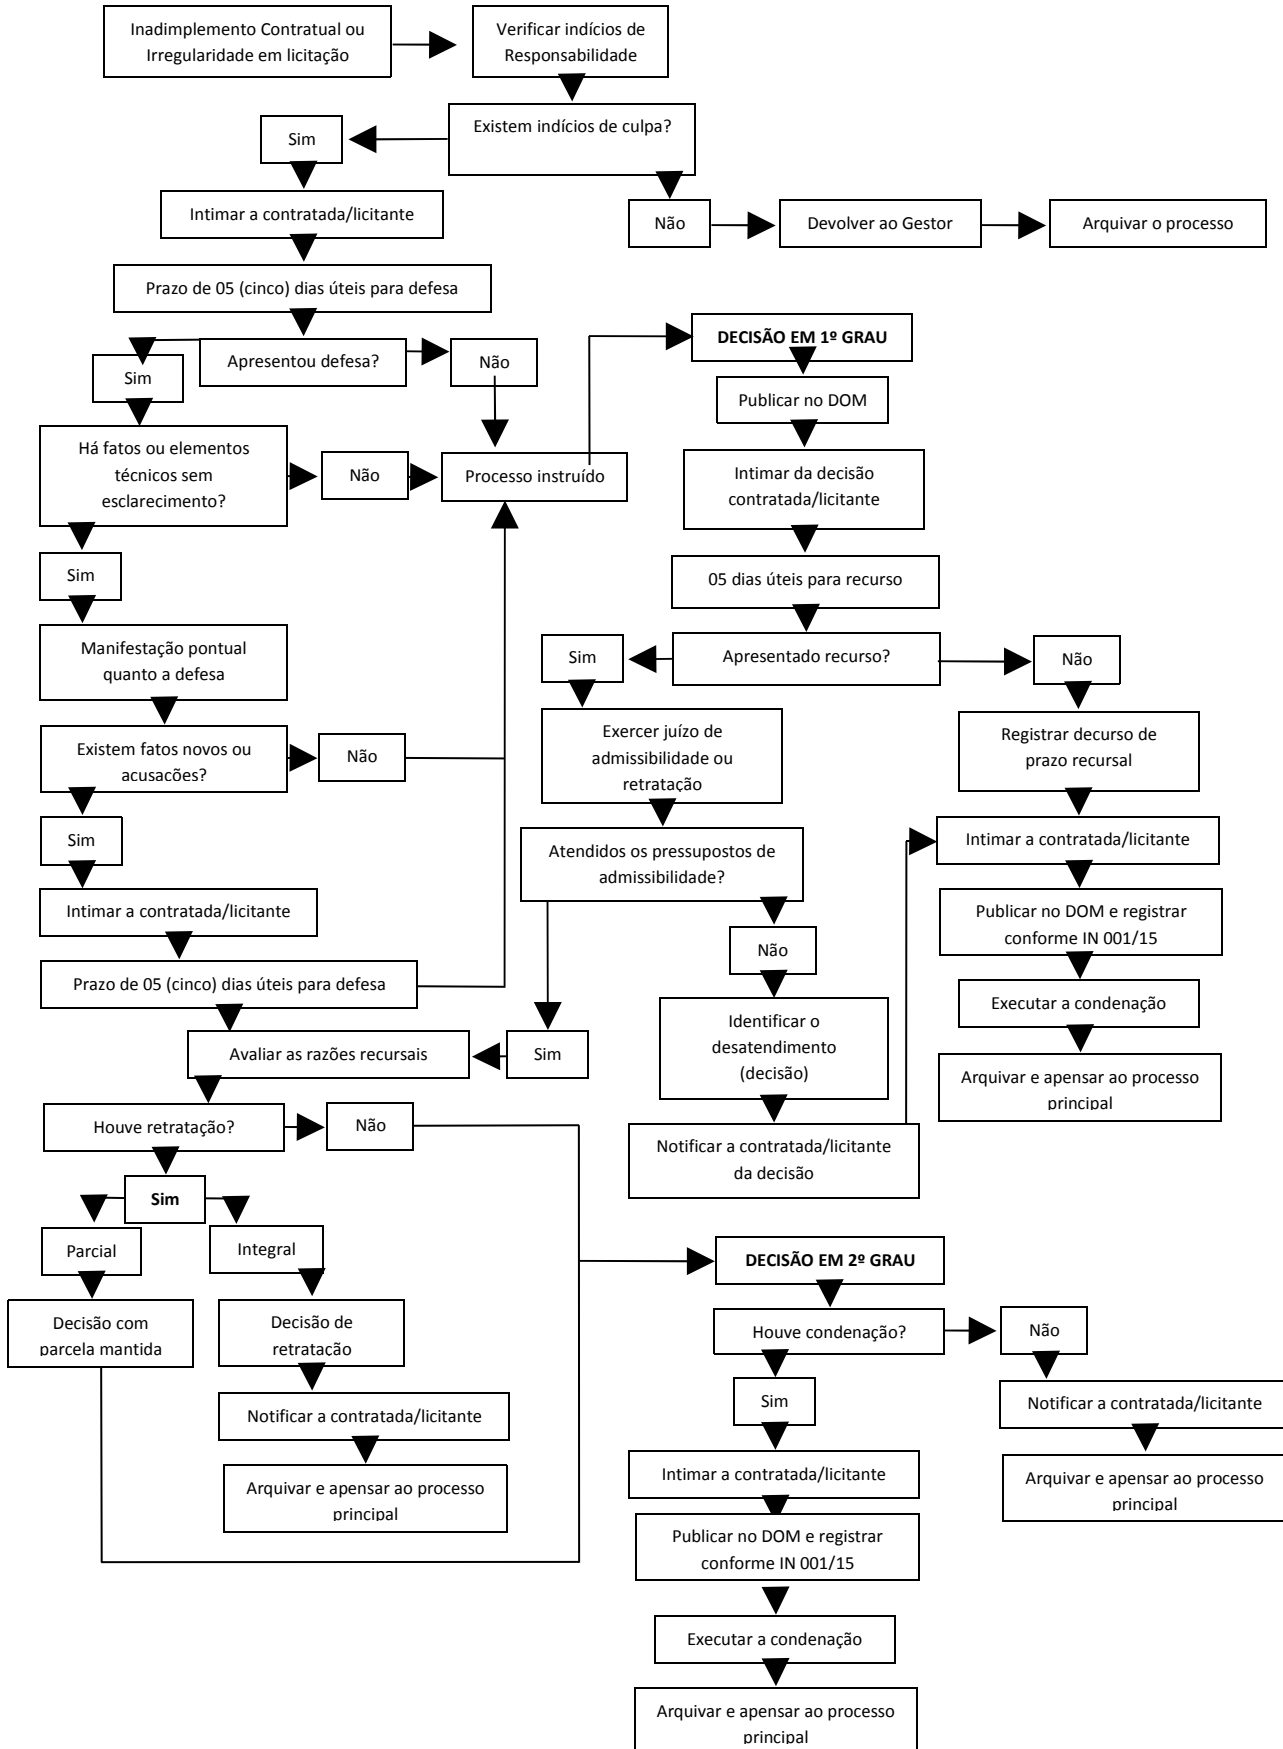 Inadimplemento Contratual ou
Irregularidade em licitação
Verificar indícios de
Responsabilidade
Existem indícios de culpa?
Sim
Intimar a contratada/licitante
Não
Devolver ao Gestor
Arquivar o processo
Prazo de 05 (cinco) dias úteis para defesa
Apresentou defesa?
Sim
Não
Há fatos ou elementos
técnicos sem
esclarecimento?
Não
Processo instruído
Sim
Manifestação pontual
quanto a defesa
Existem fatos novos ou
acusacões?
Não
Sim
Intimar a contratada/licitante
Prazo de 05 (cinco) dias úteis para defesa
DECISÃO EM 1º GRAU
Publicar no DOM
Intimar da decisão
contratada/licitante
05 dias úteis para recurso
Apresentado recurso?
Sim
Não
Exercer juízo de
admissibilidade ou
retratação
Registrar decurso de
prazo recursal
Atendidos os pressupostos de
admissibilidade?
Intimar a contratada/licitante
Não
Publicar no DOM e registrar
conforme IN 001/15
Identificar o
desatendimento
(decisão)
Executar a condenação
Notificar a contratada/licitante
da decisão
Arquivar e apensar ao processo
principal
Sim
Avaliar as razões recursais
Houve retratação?
Não
Sim
Parcial
Integral
Decisão com
parcela mantida
Decisão de
retratação
Notificar a contratada/licitante
Arquivar e apensar ao processo
principal
DECISÃO EM 2º GRAU
Houve condenação?
Não
Sim
Notificar a contratada/licitante
Arquivar e apensar ao processo
principal
Intimar a contratada/licitante
Publicar no DOM e registrar
conforme IN 001/15
Executar a condenação
Arquivar e apensar ao processo
principal